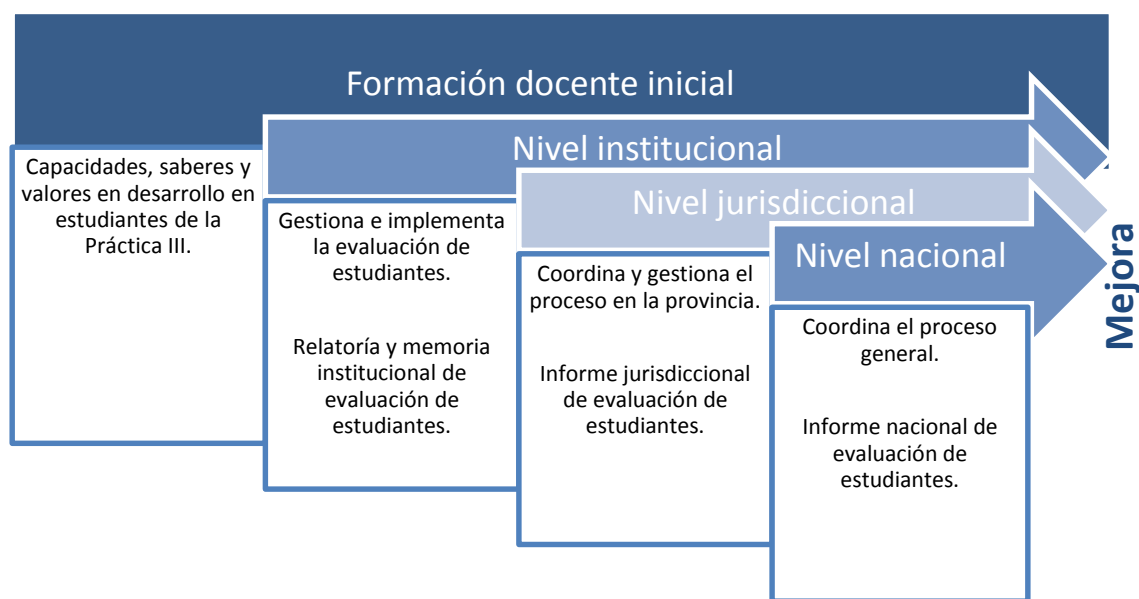 Formación docente inicial
Capacidades, saberes y
valores en desarrollo en
estudiantes de la
Práctica III.
Nivel institucional
Gestiona e implementa
la evaluación de
estudiantes.
Relatoría y memoria
institucional de
evaluación de
estudiantes.
Nivel jurisdiccional
Coordina y gestiona el
proceso en la provincia.
Informe jurisdiccional
de evaluación de
estudiantes.
Nivel nacional
Coordina el proceso
general.
Informe nacional de
evaluación de
estudiantes.
Mejora